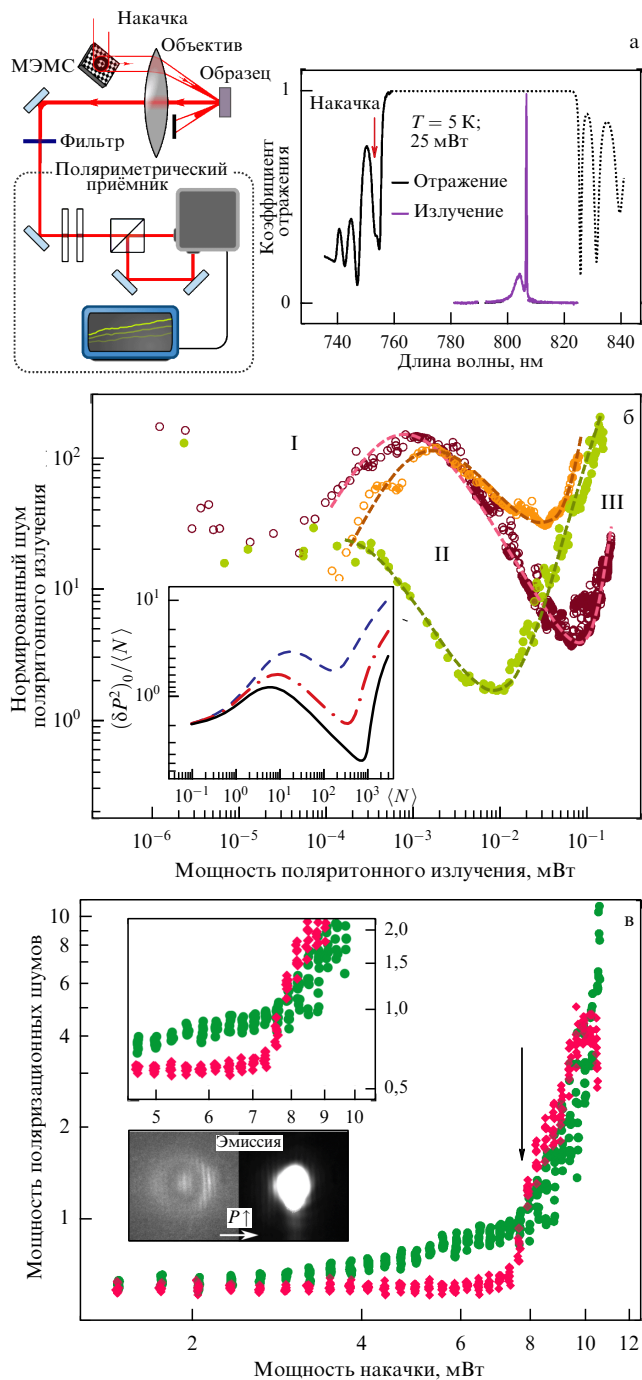 Накачка
МЭМС
Объектив
Образец
Фильтр
Поляриметрический
приёмник
а
Коэффициент
отражения
1
0
Накачка
T = 5 К;
25 мВт
Отражение
Излучение
740 760 780 800 820 840
Длина волны, нм
б
Нормированный шум
поляритонного излучения
10²
10¹
10⁰
I
II
III
(δP²)₀/⟨N⟩
10¹
10⁰
10⁻¹ 10⁰ 10¹ 10² 10³ ⟨N⟩
10⁻⁶ 10⁻⁵ 10⁻⁴ 10⁻³ 10⁻² 10⁻¹
Мощность поляритонного излучения, мВт
в
Мощность поляризационных шумов
10
8
6
4
2
1
2,0
1,5
1,0
0,5
5 6 7 8 9 10
Эмиссия
P↑
2 4 6 8 10 12
Мощность накачки, мВт